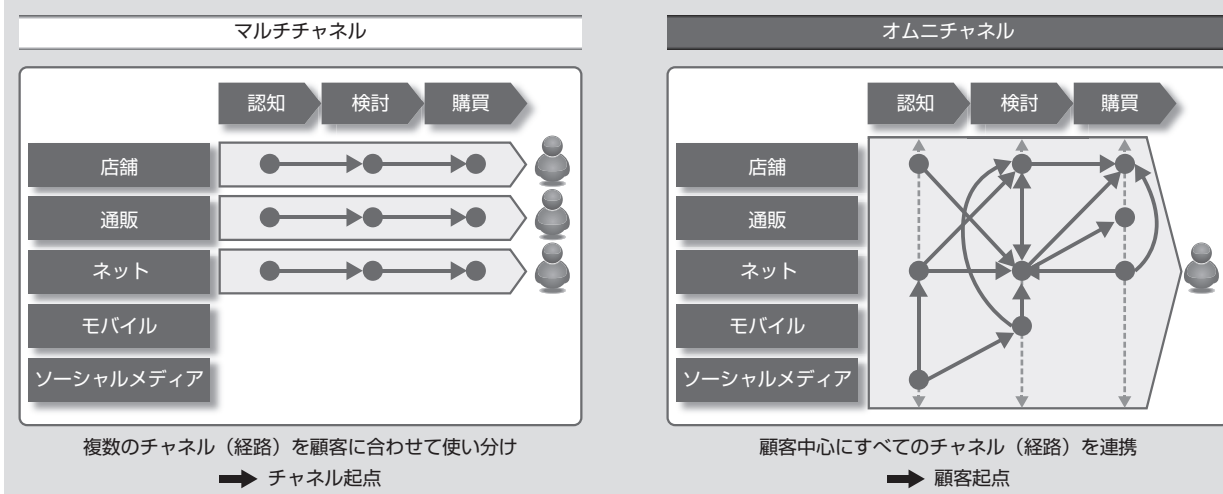 マルチチャネル
認知 検討 購買
店舗
通販
ネット
モバイル
ソーシャルメディア
複数のチャネル（経路）を顧客に合わせて使い分け
チャネル起点
オムニチャネル
認知 検討 購買
店舗
通販
ネット
モバイル
ソーシャルメディア
顧客中心にすべてのチャネル（経路）を連携
顧客起点